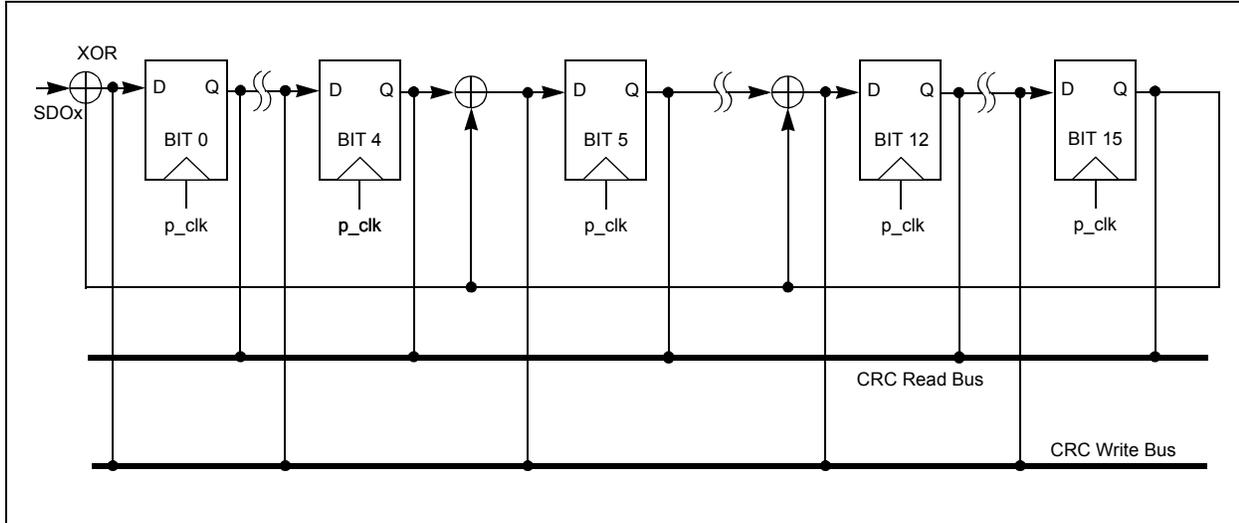 XOR
SDOx
D Q
BIT 0
p_clk
D Q
BIT 4
p_clk
D Q
BIT 5
p_clk
D Q
BIT 12
p_clk
D Q
BIT 15
p_clk
CRC Read Bus
CRC Write Bus